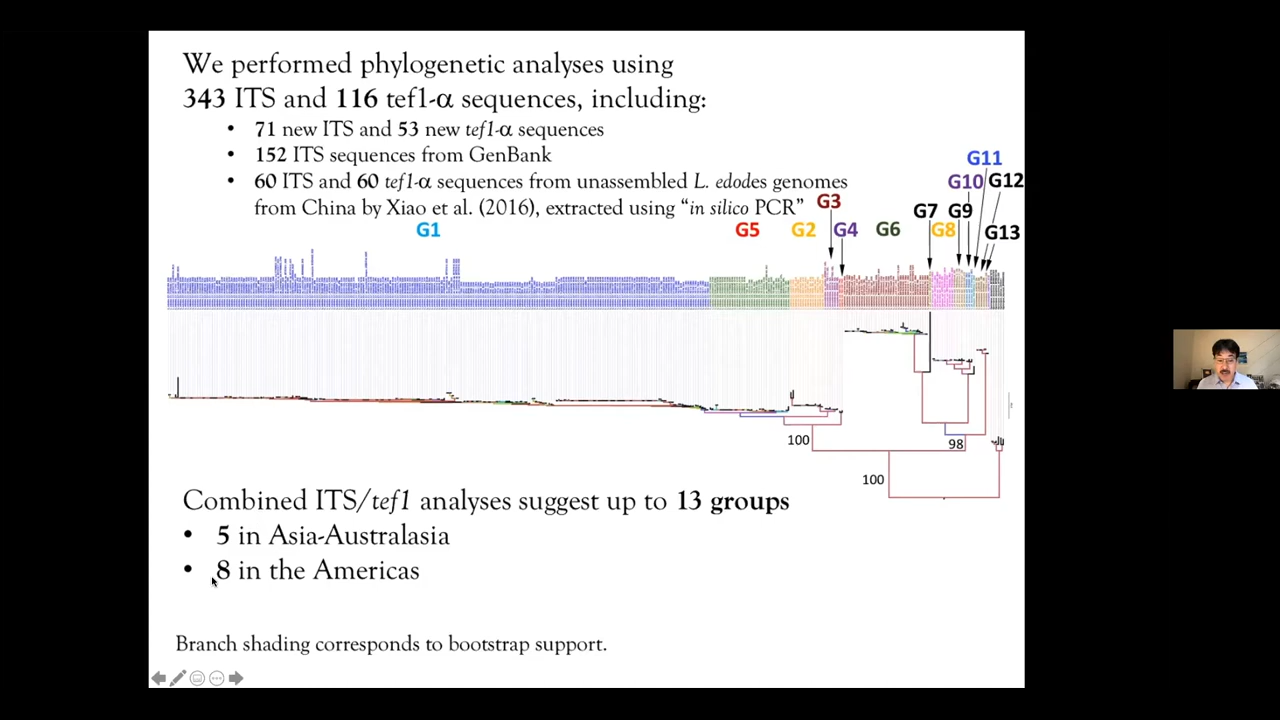 We performed phylogenetic analyses using
343 ITS and 116 tef1-α sequences, including:
• 71 new ITS and 53 new tef1-α sequences
• 152 ITS sequences from GenBank
• 60 ITS and 60 tef1-α sequences from unassembled L. edodes genomes
from China by Xiao et al. (2016), extracted using “in silico PCR”
G11
G10 G12
G3
G7 G9
G1 G5 G2 G4 G6 G8 G13
100
98
100
Combined ITS/tef1 analyses suggest up to 13 groups
• 5 in Asia-Australasia
• 8 in the Americas
Branch shading corresponds to bootstrap support.